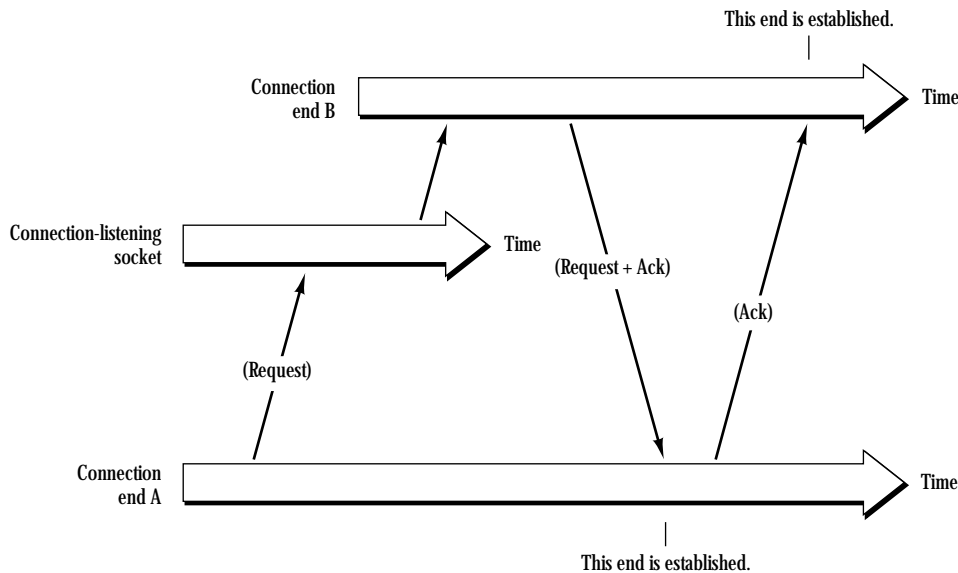 This end is established.
Connection
end B
Time
Connection-listening
socket
Time
(Request + Ack)
(Ack)
(Request)
Connection
end A
Time
This end is established.